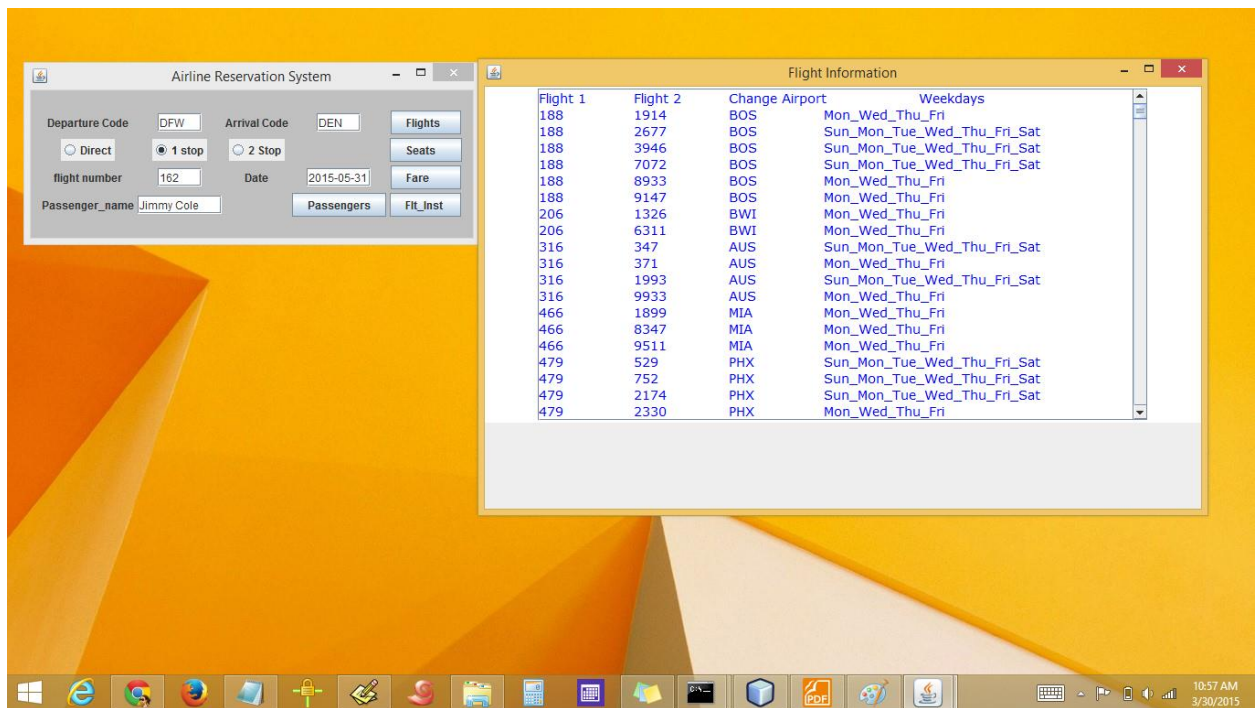 Airline Reservation System
Departure Code DFW Arrival Code DEN Flights
Direct 1 stop 2 Stop Seats
flight number 162 Date 2015-05-31 Fare
Passenger_name Jimmy Cole Passengers Flt_Inst
Flight Information
Flight 1 Flight 2 Change Airport Weekdays
188 1914 BOS Mon_Wed_Thu_Fri
188 2677 BOS Sun_Mon_Tue_Wed_Thu_Fri_Sat
188 3946 BOS Sun_Mon_Tue_Wed_Thu_Fri_Sat
188 7072 BOS Sun_Mon_Tue_Wed_Thu_Fri_Sat
188 8933 BOS Mon_Wed_Thu_Fri
188 9147 BOS Mon_Wed_Thu_Fri
206 1326 BWI Mon_Wed_Thu_Fri
206 6311 BWI Mon_Wed_Thu_Fri
316 347 AUS Sun_Mon_Tue_Wed_Thu_Fri_Sat
316 371 AUS Mon_Wed_Thu_Fri
316 1993 AUS Sun_Mon_Tue_Wed_Thu_Fri_Sat
316 9933 AUS Mon_Wed_Thu_Fri
466 1899 MIA Mon_Wed_Thu_Fri
466 8347 MIA Mon_Wed_Thu_Fri
466 9511 MIA Mon_Wed_Thu_Fri
479 529 PHX Sun_Mon_Tue_Wed_Thu_Fri_Sat
479 752 PHX Sun_Mon_Tue_Wed_Thu_Fri_Sat
479 2174 PHX Sun_Mon_Tue_Wed_Thu_Fri_Sat
479 2330 PHX Mon_Wed_Thu_Fri
C:\_
PDF
10:57 AM
3/30/2015